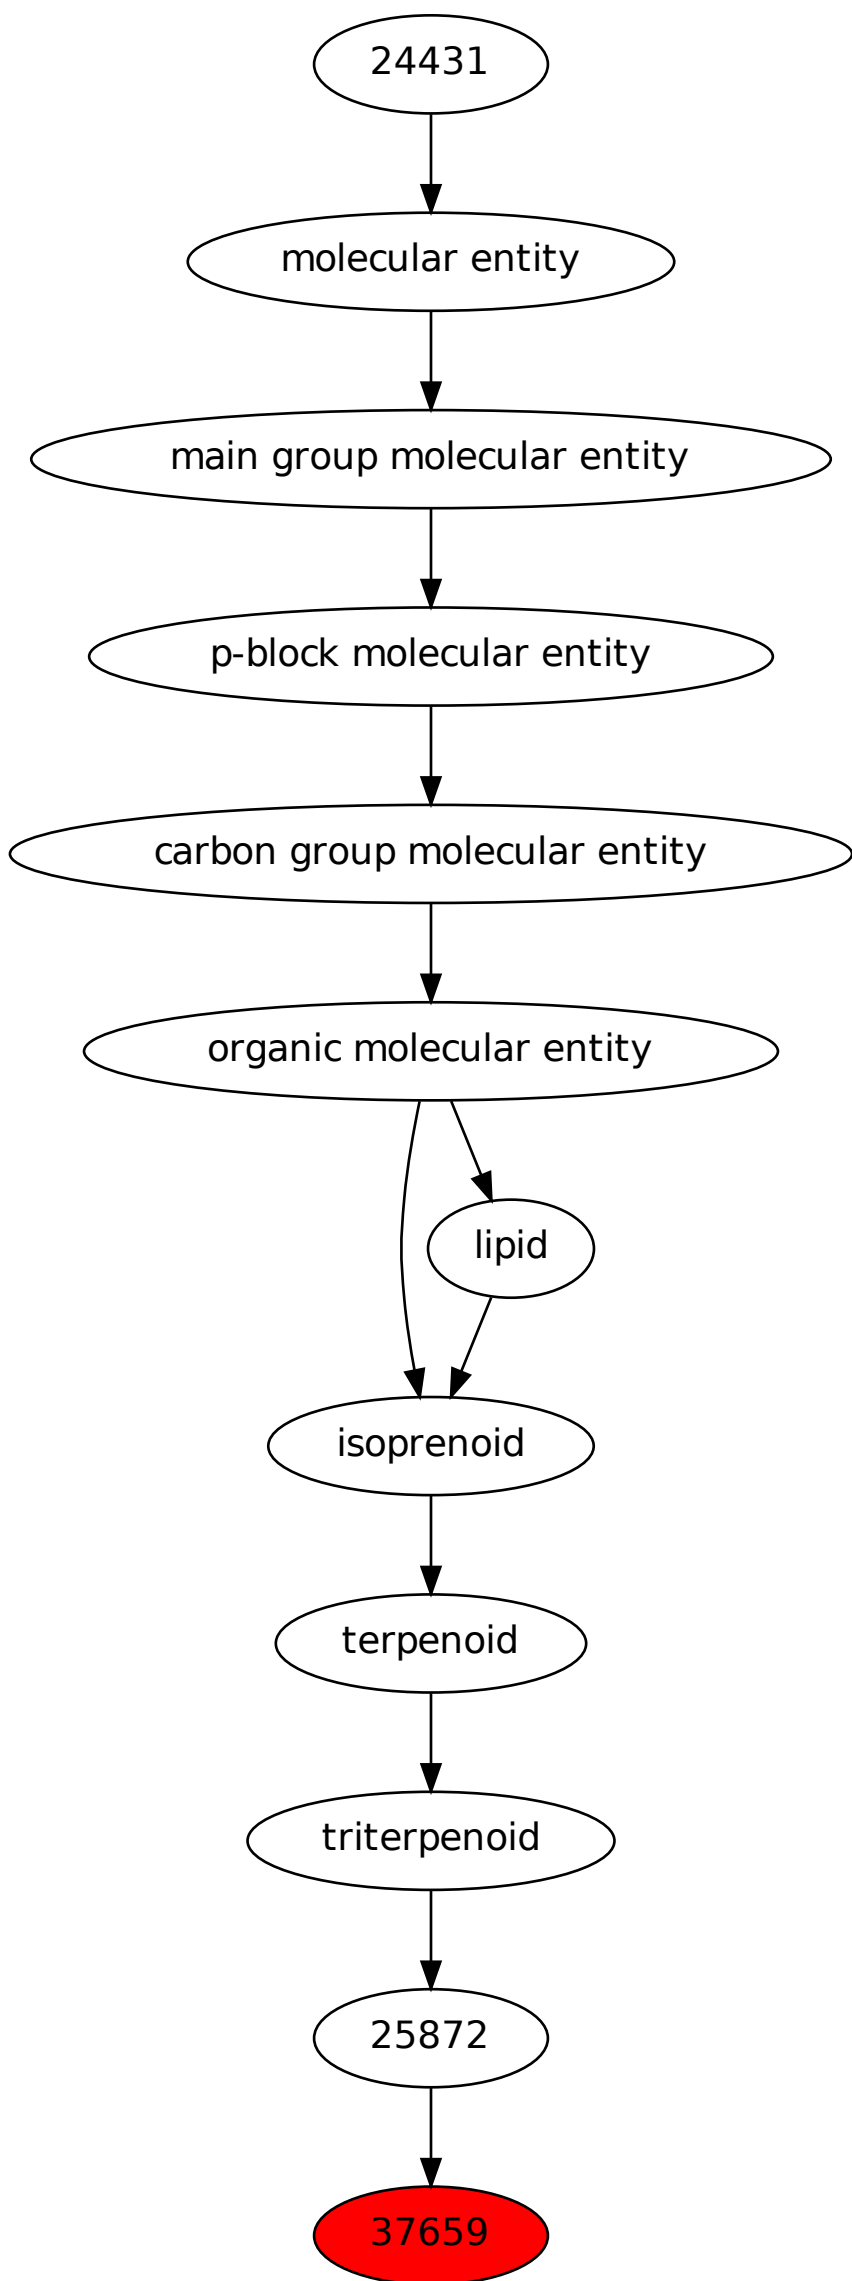 24431
molecular entity
main group molecular entity
p-block molecular entity
carbon group molecular entity
organic molecular entity
lipid
isoprenoid
terpenoid
triterpenoid
25872
37659